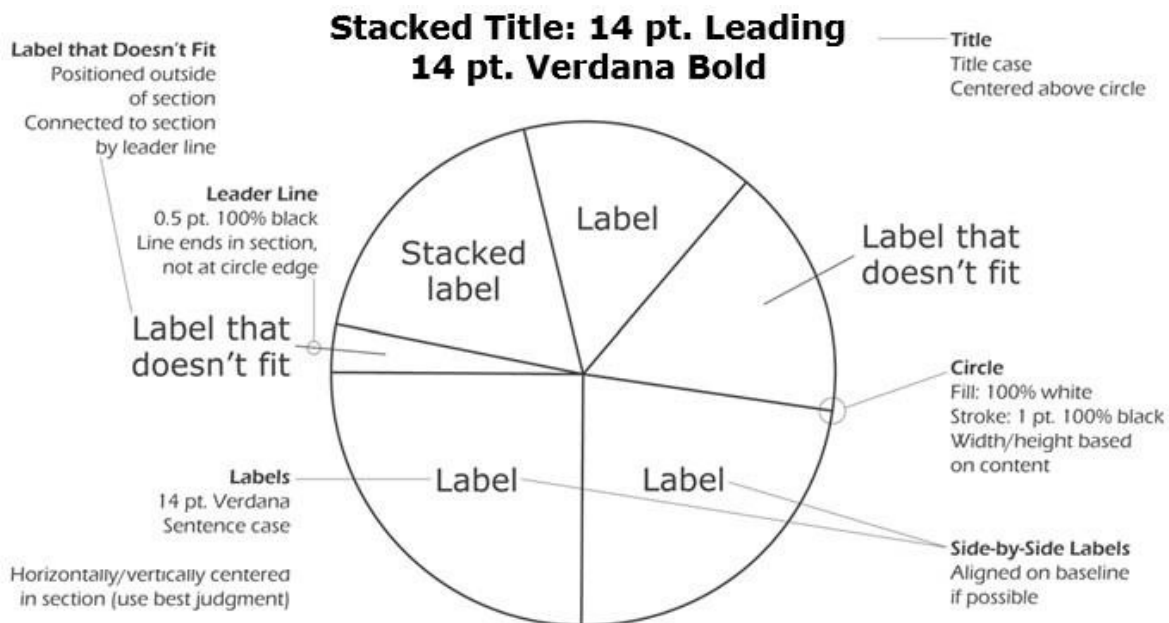 Stacked Title: 14 pt. Leading
14 pt. Verdana Bold
Label that Doesn't Fit
Positioned outside
of section
Connected to section
by leader line
Title
Title case
Centered above circle
Leader Line
0.5 pt. 100% black
Line ends in section,
not at circle edge
Label
Stacked
label
Label that
doesn't fit
Label that
doesn't fit
Circle
Fill: 100% white
Stroke: 1 pt. 100% black
Width/height based
on content
Labels
14 pt. Verdana
Sentence case
Horizontally/vertically centered
in section (use best judgment)
Label
Label
Side-by-Side Labels
Aligned on baseline
if possible